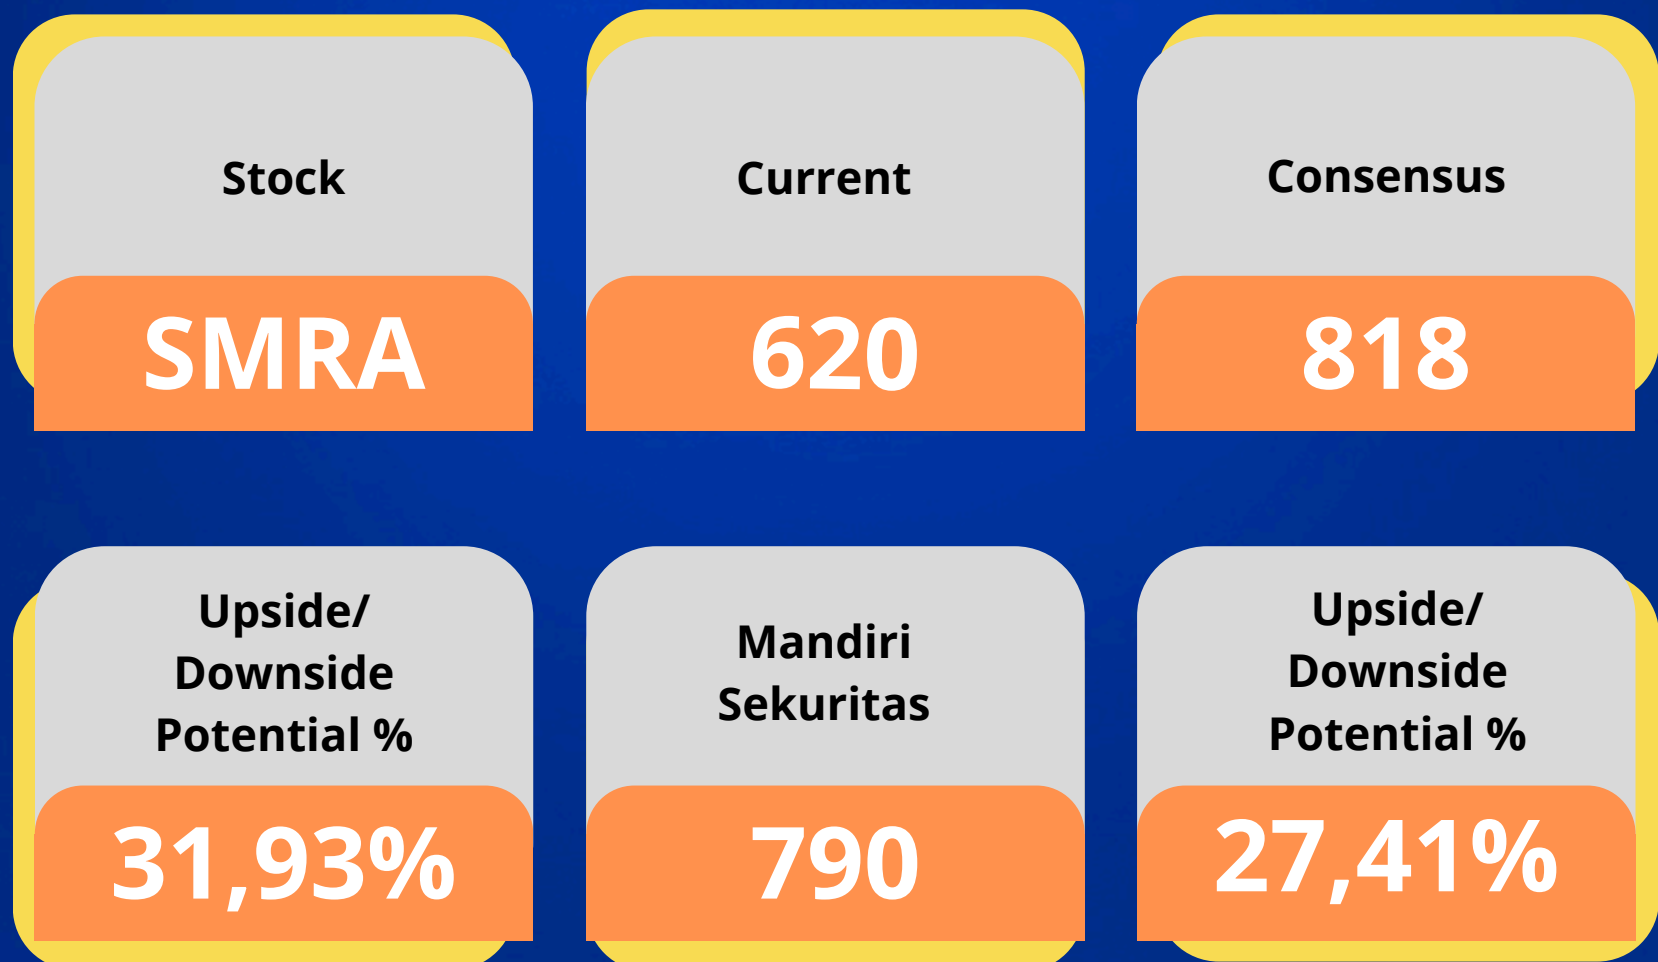 Stock
SMRA
Current
620
Consensus
818
Upside/
Downside
Potential %
31,93%
Mandiri
Sekuritas
790
Upside/
Downside
Potential %
27,41%